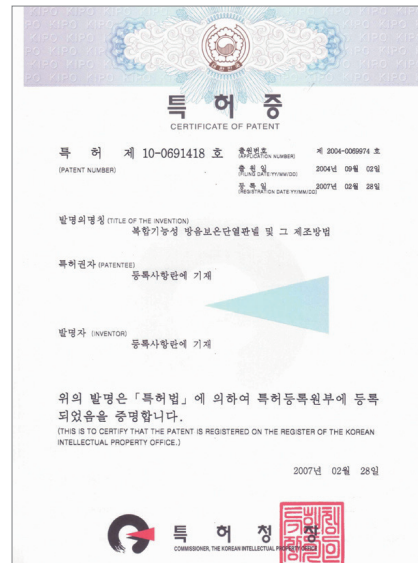 특허증
CERTIFICATE OF PATENT
특 허 제 10-0691418 호
(PATENT NUMBER)
출원번호 제 2004-0069974 호
(APPLICATION NUMBER)
출원일 2004년 09월 02일
(FILING DATE:YY/MM/DD)
등록일 2007년 02월 28일
(REGISTRATION DATE:YY/MM/DD)
발명의명칭 (TITLE OF THE INVENTION)
복합기능성 방음보온단열판넬 및 그 제조방법
특허권자 (PATENTEE)
등록사항란에 기재
발명자 (INVENTOR)
등록사항란에 기재
위의 발명은 「특허법」에 의하여 특허등록원부에 등록
되었음을 증명합니다.
(THIS IS TO CERTIFY THAT THE PATENT IS REGISTERED ON THE REGISTER OF THE KOREAN
INTELLECTUAL PROPERTY OFFICE.)
2007년 02월 28일
특 허 청 장
COMMISSIONER, THE KOREAN INTELLECTUAL PROPERTY OFFICE